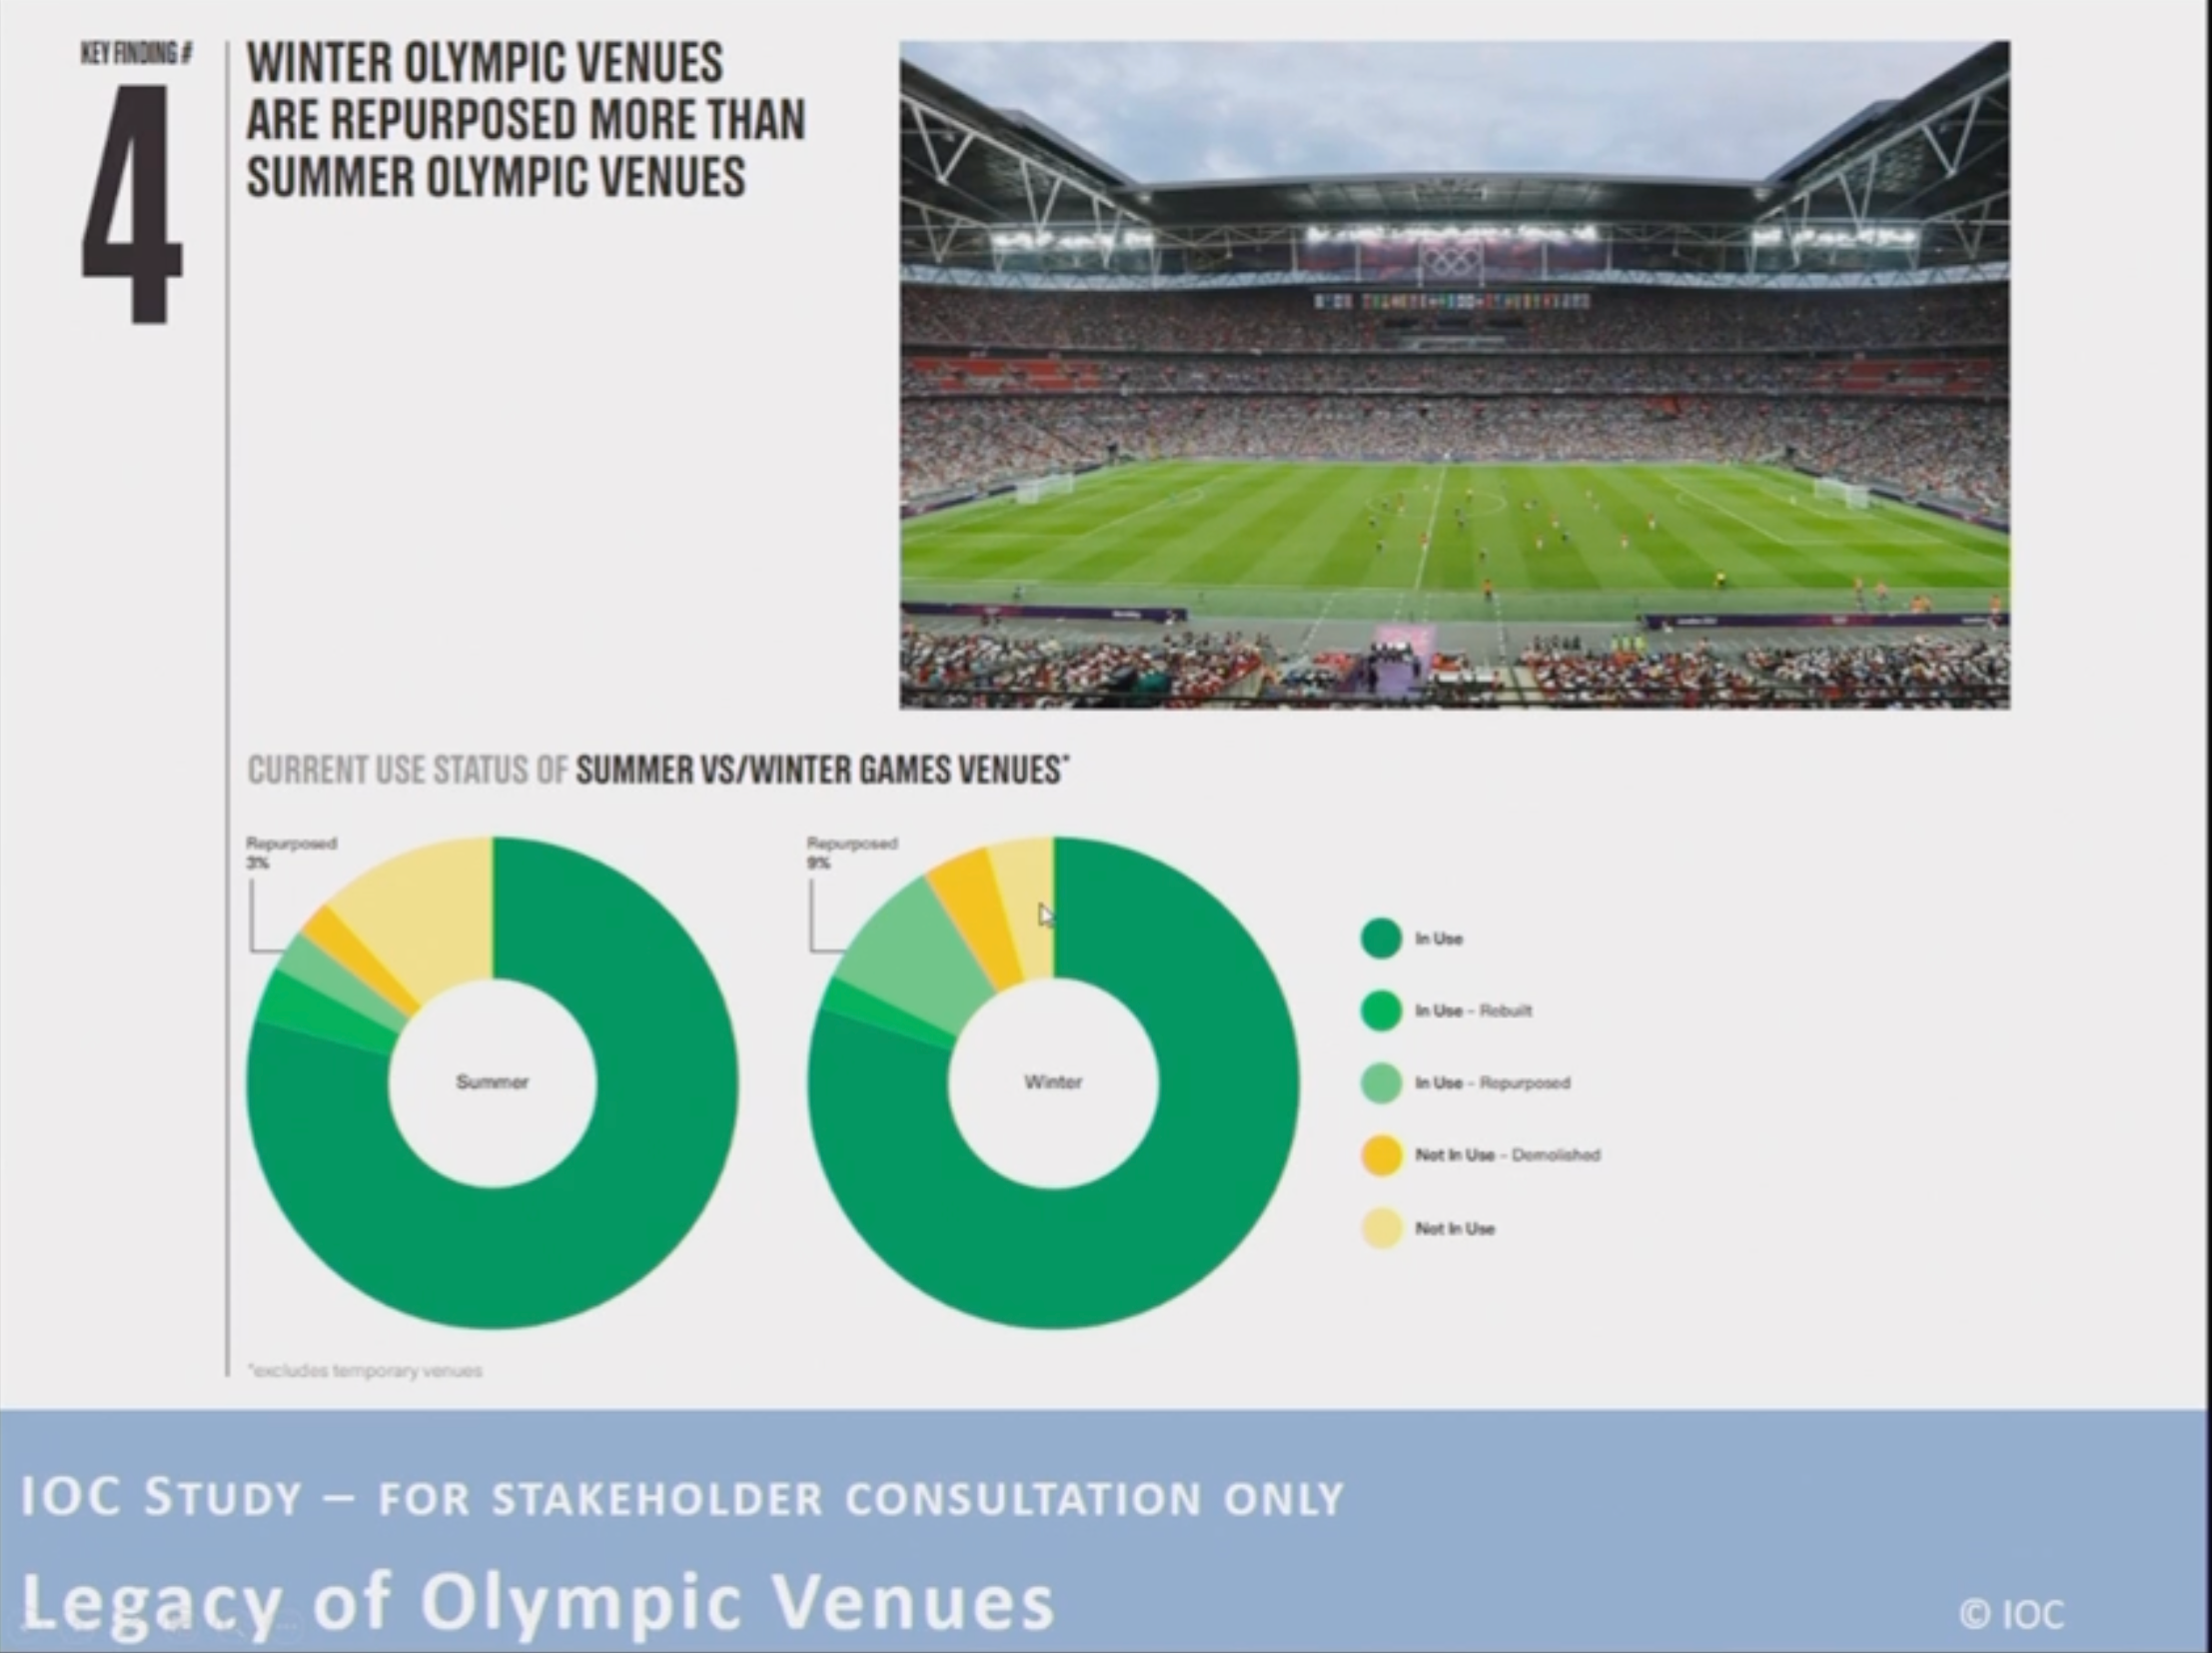 KEY FINDING #
4
WINTER OLYMPIC VENUES
ARE REPURPOSED MORE THAN
SUMMER OLYMPIC VENUES
CURRENT USE STATUS OF SUMMER VS/WINTER GAMES VENUES*
Repurposed
3%
Summer
Repurposed
9%
Winter
In Use
In Use – Rebuilt
In Use – Repurposed
Not In Use – Demolished
Not In Use
*excludes temporary venues
IOC STUDY – FOR STAKEHOLDER CONSULTATION ONLY
Legacy of Olympic Venues
© IOC